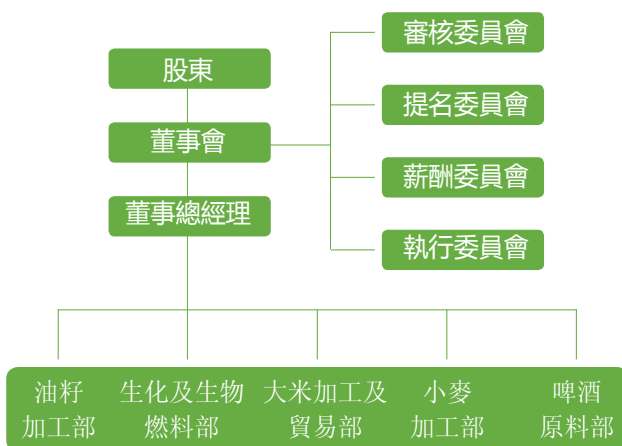 審核委員會
股東
提名委員會
董事會
薪酬委員會
董事總經理
執行委員會
油籽
加工部
生化及生物
燃料部
大米加工及
貿易部
小麥
加工部
啤酒
原料部